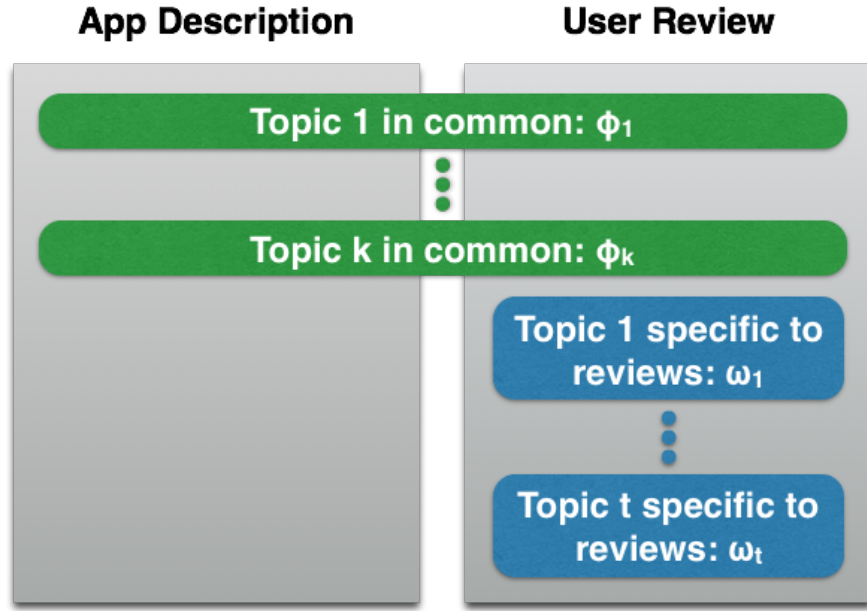 App Description
User Review
Topic 1 in common: ϕ₁
Topic k in common: ϕₖ
Topic 1 specific to
reviews: ω₁
Topic t specific to
reviews: ωₜ